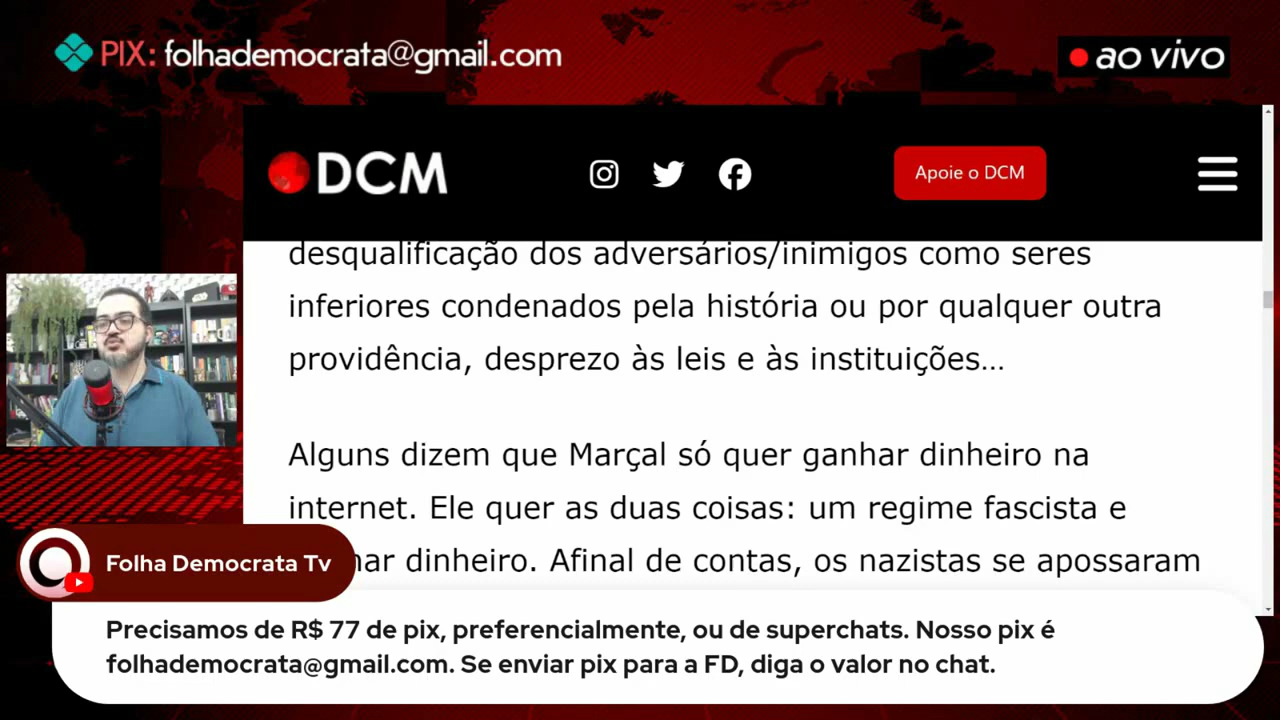 PIX: folhademocrata@gmail.com
ao vivo
DCM
Apoie o DCM
desqualificação dos adversários/inimigos como seres
inferiores condenados pela história ou por qualquer outra
providência, desprezo às leis e às instituições...
Alguns dizem que Marçal só quer ganhar dinheiro na
internet. Ele quer as duas coisas: um regime fascista e
dinheiro. Afinal de contas, os nazistas se apossaram
Folha Democrata Tv
Precisamos de R$ 77 de pix, preferencialmente, ou de superchats. Nosso pix é
folhademocrata@gmail.com. Se enviar pix para a FD, diga o valor no chat.